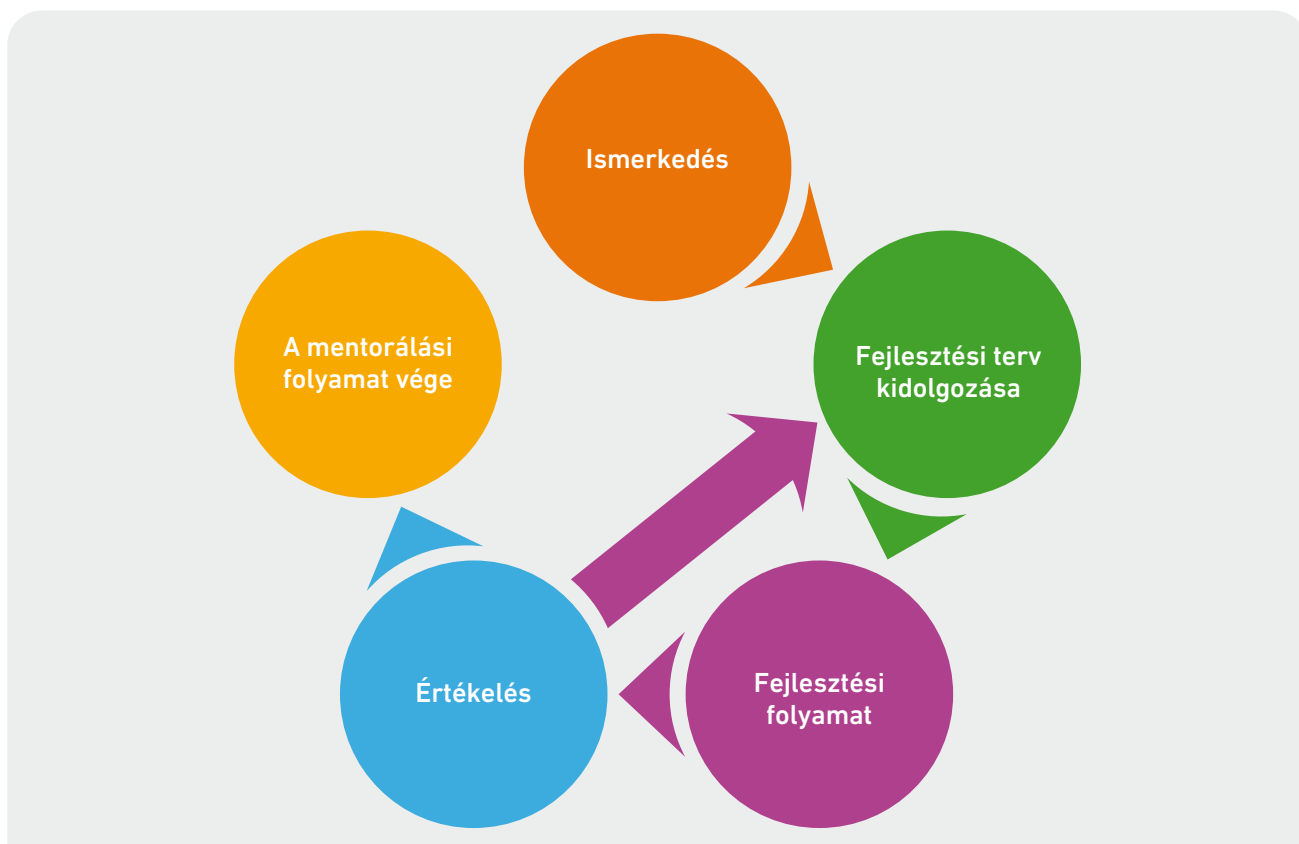 Ismerkedés
Fejlesztési terv
kidolgozása
Fejlesztési
folyamat
Értékelés
A mentorálási
folyamat vége